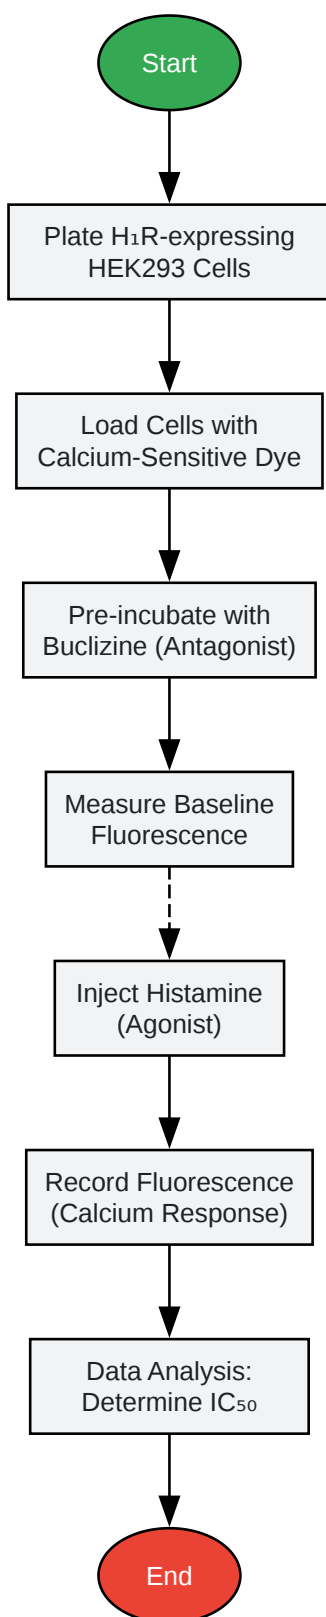 Start
Plate H₁R-expressing
HEK293 Cells
Load Cells with
Calcium-Sensitive Dye
Pre-incubate with
Buclizine (Antagonist)
Measure Baseline
Fluorescence
Inject Histamine
(Agonist)
Record Fluorescence
(Calcium Response)
Data Analysis:
Determine IC₅₀
End